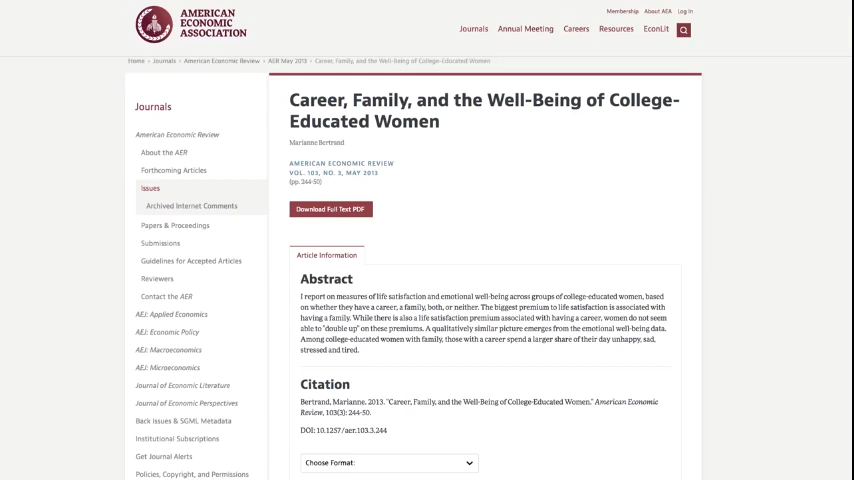 AMERICAN
ECONOMIC
ASSOCIATION
Membership About AEA Log In
Journals Annual Meeting Careers Resources EconLit
Home > Journals > American Economic Review > AER May 2013 > Career, Family, and the Well-Being of College-Educated Women
Journals
American Economic Review
About the AER
Forthcoming Articles
Issues
Archived Internet Comments
Papers & Proceedings
Submissions
Guidelines for Accepted Articles
Reviewers
Contact the AER
AEJ: Applied Economics
AEJ: Economic Policy
AEJ: Macroeconomics
AEJ: Microeconomics
Journal of Economic Literature
Journal of Economic Perspectives
Back Issues & SGML Metadata
Institutional Subscriptions
Get Journal Alerts
Policies, Copyright, and Permissions
Career, Family, and the Well-Being of College-
Educated Women
Marianne Bertrand
AMERICAN ECONOMIC REVIEW
VOL. 103, NO. 3, MAY 2013
(pp. 244-50)
Download Full Text PDF
Article Information
Abstract
I report on measures of life satisfaction and emotional well-being across groups of college-educated women, based
on whether they have a career, a family, both, or neither. The biggest premium to life satisfaction is associated with
having a family. While there is also a life satisfaction premium associated with having a career, women do not seem
able to "double up" on these premiums. A qualitatively similar picture emerges from the emotional well-being data.
Among college-educated women with family, those with a career spend a larger share of their day unhappy, sad,
stressed and tired.
Citation
Bertrand, Marianne. 2013. "Career, Family, and the Well-Being of College-Educated Women." American Economic
Review, 103(3): 244-50.
DOI: 10.1257/aer.103.3.244
Choose Format: